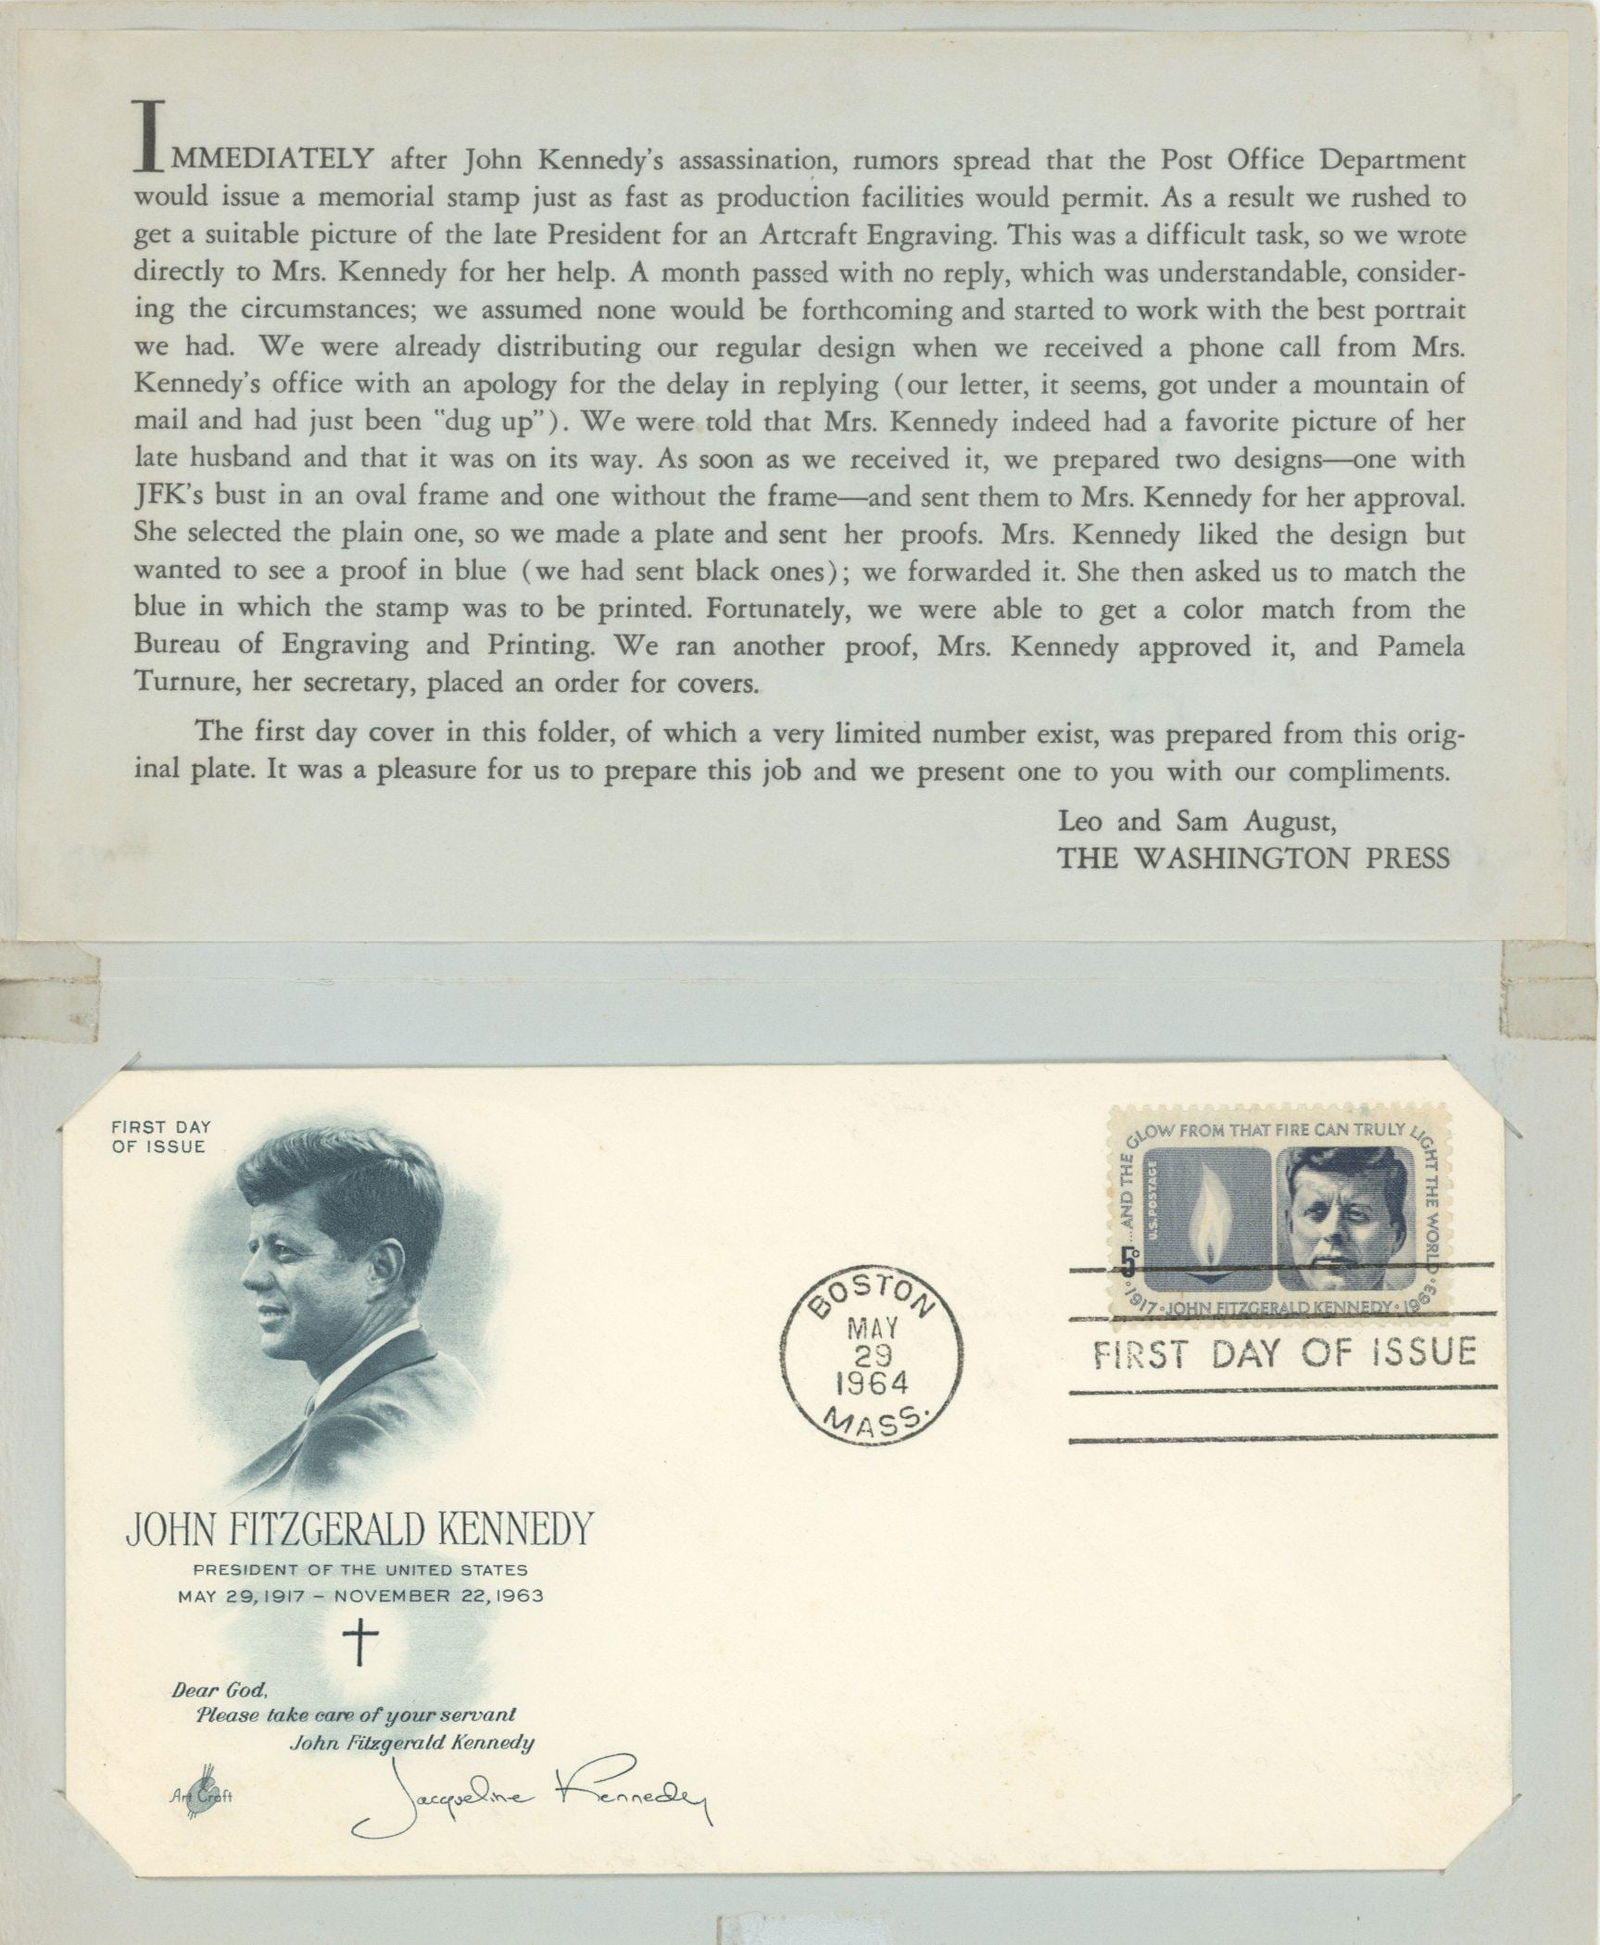 IMMEDIATELY after John Kennedy's assassination, rumors spread that the Post Office Department
would issue a memorial stamp just as fast as production facilities would permit. As a result we rushed to
get a suitable picture of the late President for an Artcraft Engraving. This was a difficult task, so we wrote
directly to Mrs. Kennedy for her help. A month passed with no reply, which was understandable, consider-
ing the circumstances; we assumed none would be forthcoming and started to work with the best portrait
we had. We were already distributing our regular design when we received a phone call from Mrs.
Kennedy's office with an apology for the delay in replying (our letter, it seems, got under a mountain of
mail and had just been "dug up"). We were told that Mrs. Kennedy indeed had a favorite picture of her
late husband and that it was on its way. As soon as we received it, we prepared two designs—one with
JFK's bust in an oval frame and one without the frame—and sent them to Mrs. Kennedy for her approval.
She selected the plain one, so we made a plate and sent her proofs. Mrs. Kennedy liked the design but
wanted to see a proof in blue (we had sent black ones); we forwarded it. She then asked us to match the
blue in which the stamp was to be printed. Fortunately, we were able to get a color match from the
Bureau of Engraving and Printing. We ran another proof, Mrs. Kennedy approved it, and Pamela
Turnure, her secretary, placed an order for covers.
The first day cover in this folder, of which a very limited number exist, was prepared from this orig-
inal plate. It was a pleasure for us to prepare this job and we present one to you with our compliments.
Leo and Sam August,
THE WASHINGTON PRESS
FIRST DAY
OF ISSUE
JOHN FITZGERALD KENNEDY
PRESIDENT OF THE UNITED STATES
MAY 29, 1917 – NOVEMBER 22, 1963
Dear God,
Please take care of your servant
John Fitzgerald Kennedy
Art Craft
Jacqueline Kennedy
BOSTON
MAY
29
1964
MASS.
...AND THE GLOW FROM THAT FIRE CAN TRULY LIGHT THE WORLD
U.S. POSTAGE
5c
1917 • JOHN FITZGERALD KENNEDY • 1963
FIRST DAY OF ISSUE